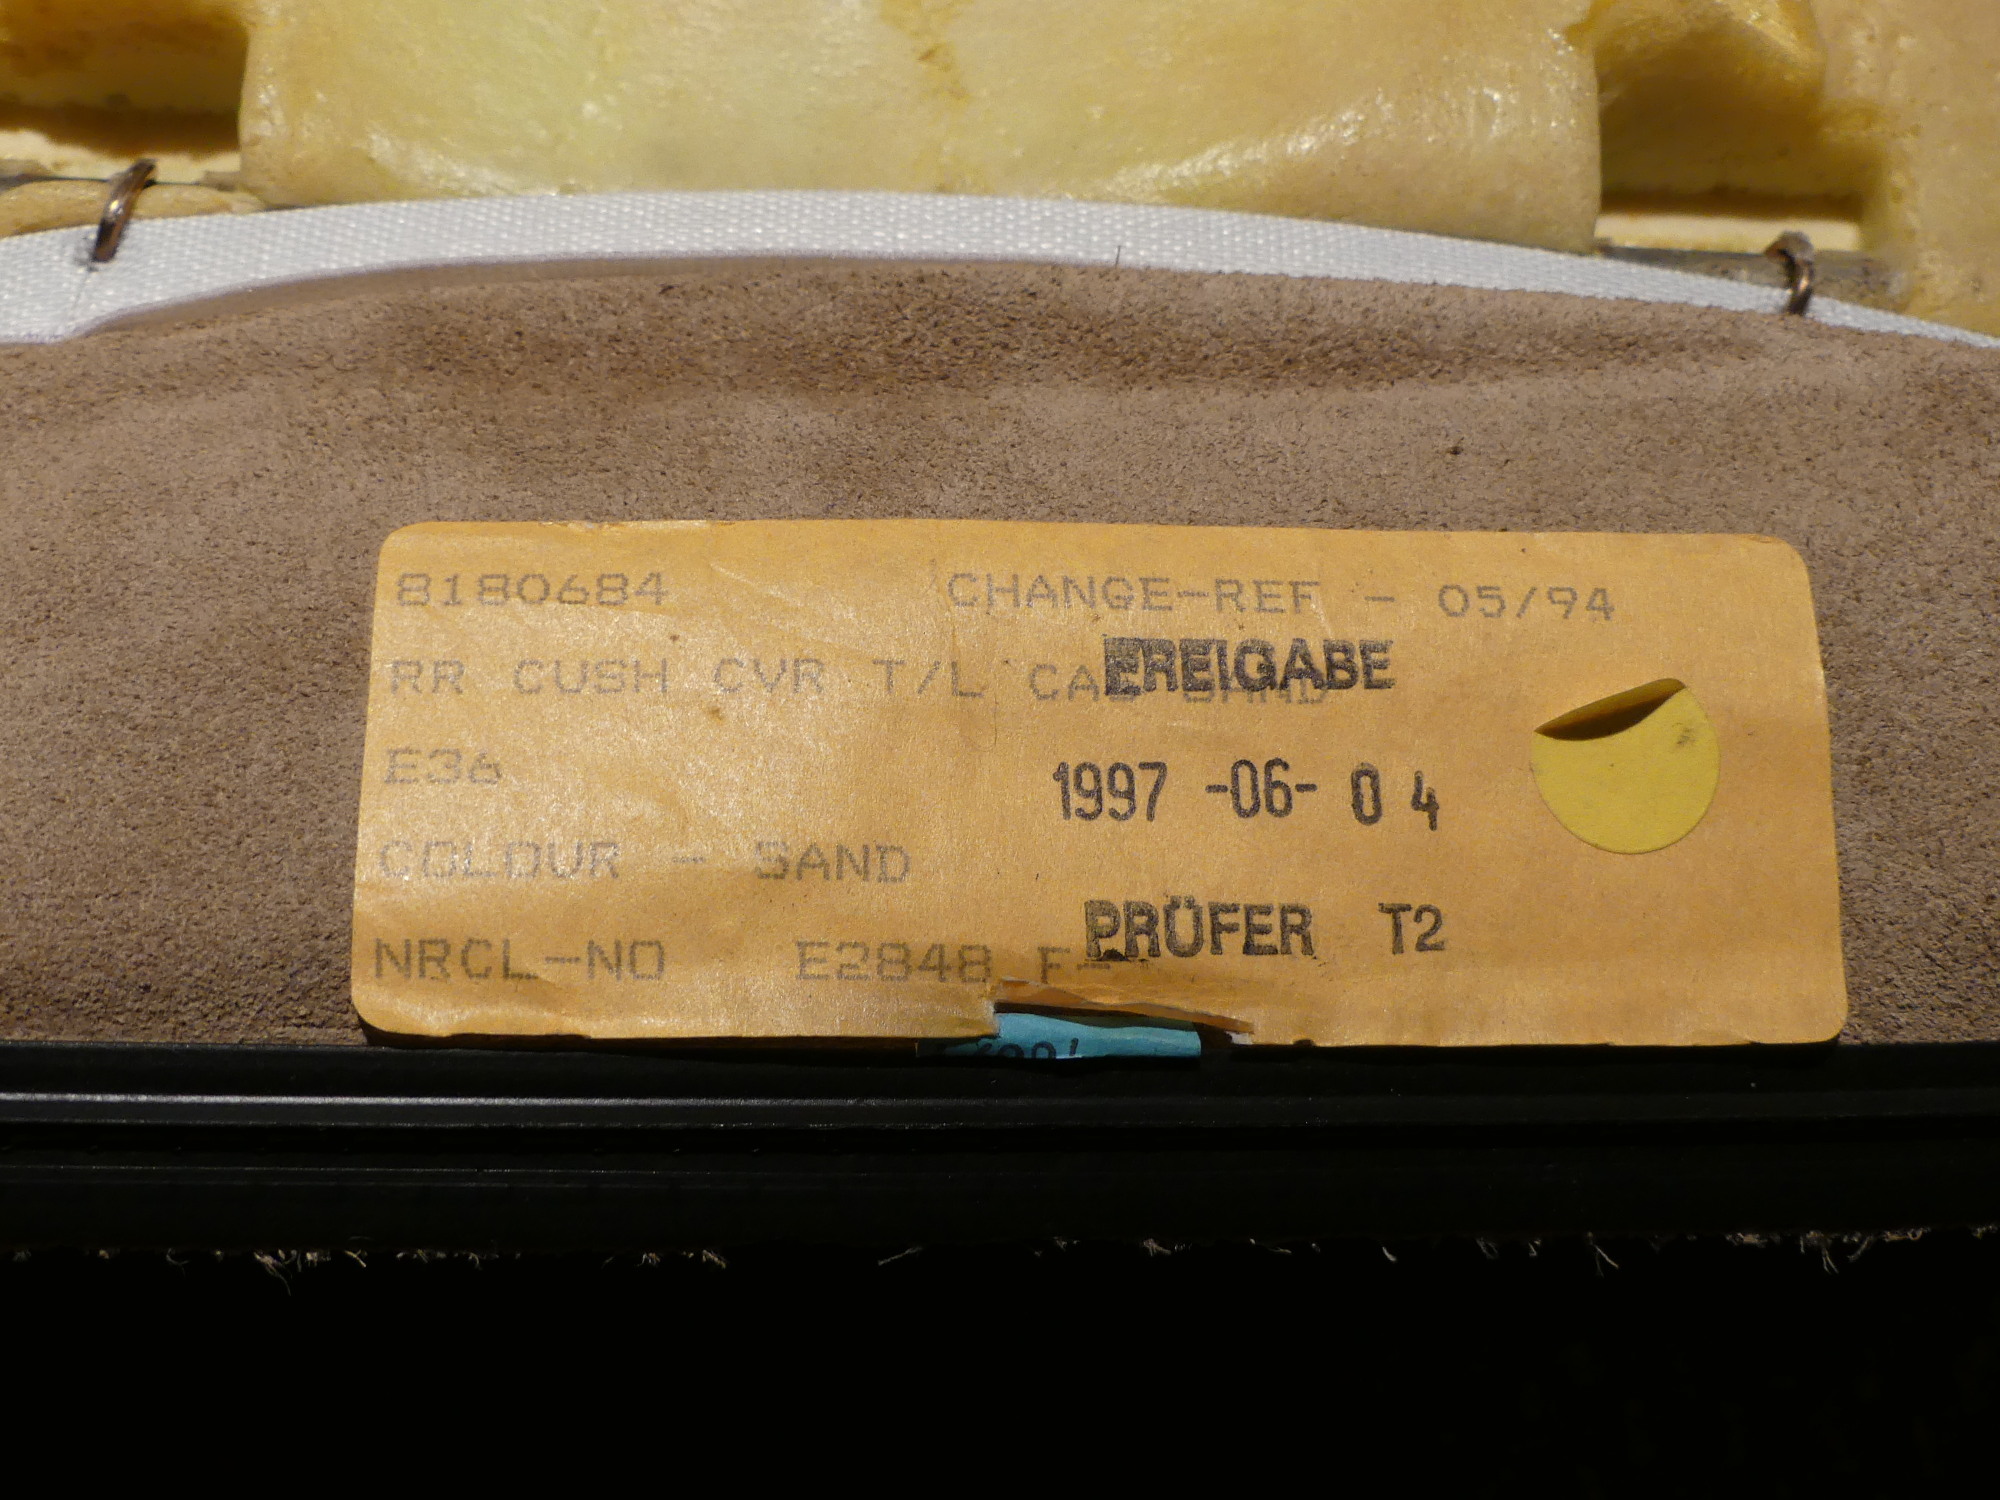 8180684 CHANGE-REF - 05/94
RR CUSH CVR T/L
FREIGABE
E36
1997 -06- 04
COLOUR - SAND
PRÜFER T2
NRCL-NO E2848 F-